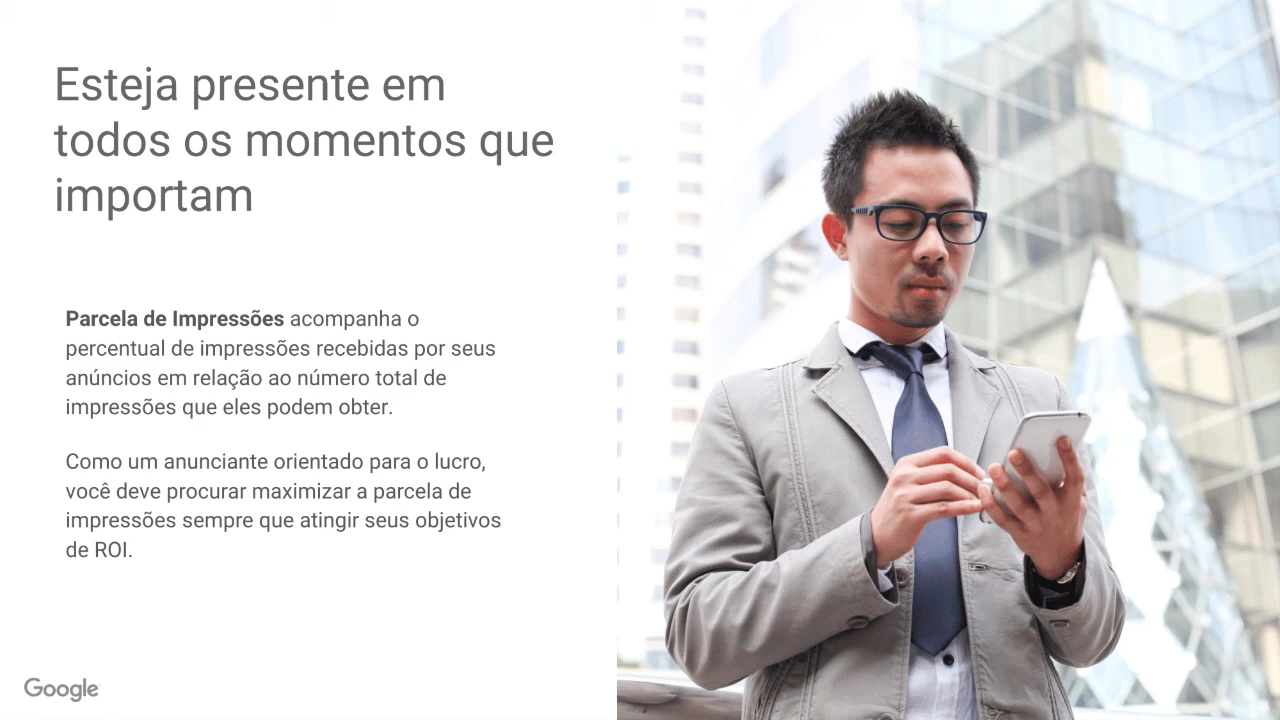 Esteja presente em
todos os momentos que
importam
Parcela de Impressões acompanha o
percentual de impressões recebidas por seus
anúncios em relação ao número total de
impressões que eles podem obter.
Como um anunciante orientado para o lucro,
você deve procurar maximizar a parcela de
impressões sempre que atingir seus objetivos
de ROI.
Google